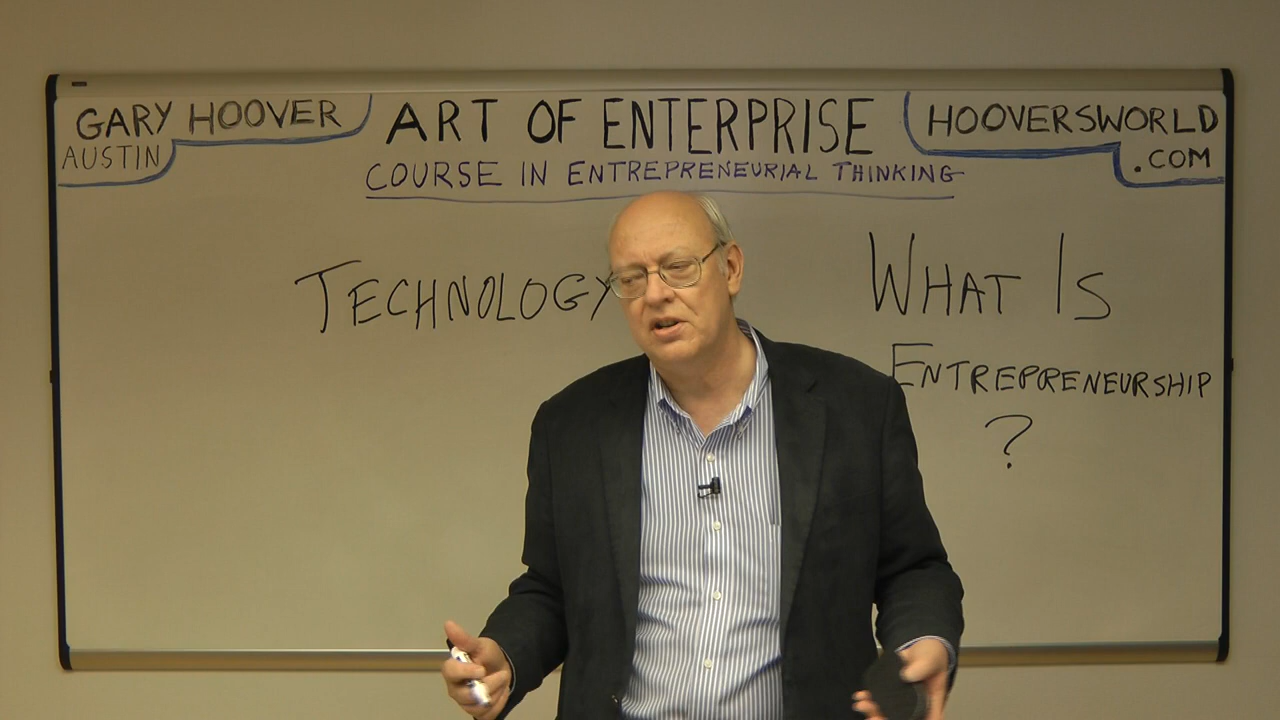 GARY HOOVER
AUSTIN
ART OF ENTERPRISE
COURSE IN ENTREPRENEURIAL THINKING
HOOVERSWORLD
.COM
TECHNOLOGY
WHAT IS
ENTREPRENEURSHIP
?